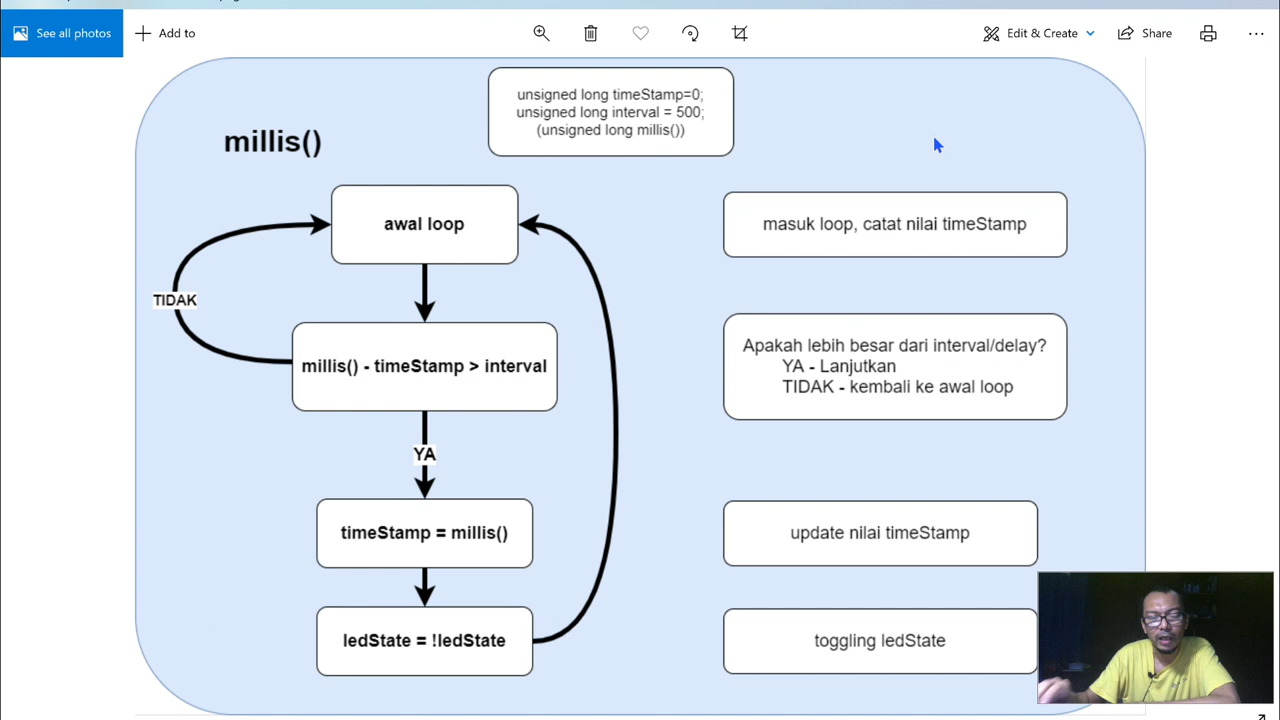 See all photos
Add to
Edit & Create
Share
unsigned long timeStamp=0;
unsigned long interval = 500;
(unsigned long millis())
millis()
awal loop
masuk loop, catat nilai timeStamp
TIDAK
millis() - timeStamp > interval
Apakah lebih besar dari interval/delay?
YA - Lanjutkan
TIDAK - kembali ke awal loop
YA
timeStamp = millis()
update nilai timeStamp
ledState = !ledState
toggling ledState